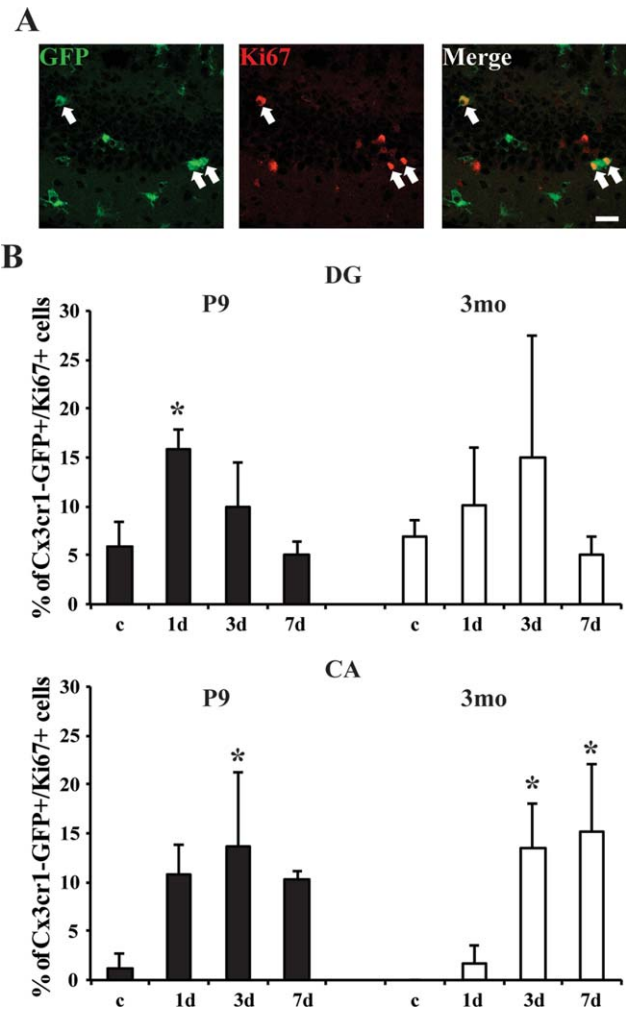 A
GFP Ki67 Merge
B
DG
P9 3mo
% of Cx3cr1-GFP+/Ki67+ cells
30
25
20
15
10
5
0
*
c 1d 3d 7d c 1d 3d 7d
CA
P9 3mo
% of Cx3cr1-GFP+/Ki67+ cells
30
25
20
15
10
5
0
* * *
c 1d 3d 7d c 1d 3d 7d